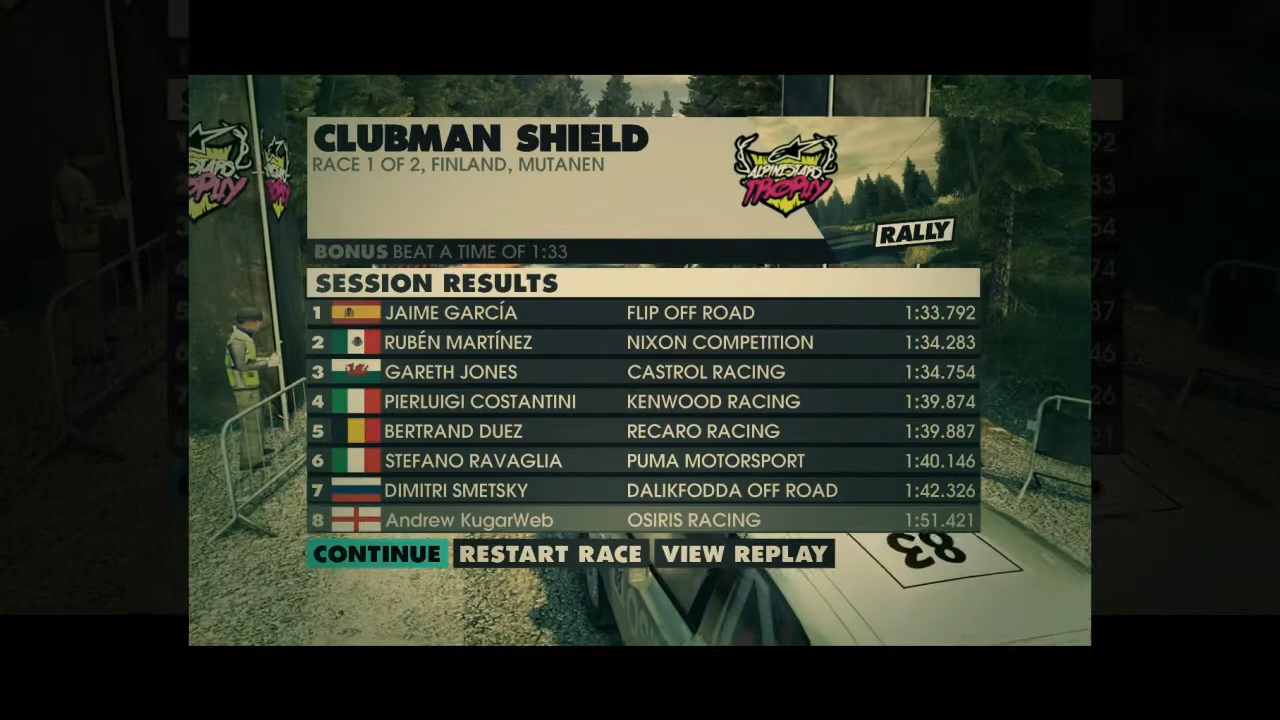 CLUBMAN SHIELD
RACE 1 OF 2, FINLAND, MUTANEN
ALPINESTARS
TROPHY
RALLY
BONUS BEAT A TIME OF 1:33
SESSION RESULTS
1 JAIME GARCÍA FLIP OFF ROAD 1:33.792
2 RUBÉN MARTÍNEZ NIXON COMPETITION 1:34.283
3 GARETH JONES CASTROL RACING 1:34.754
4 PIERLUIGI COSTANTINI KENWOOD RACING 1:39.874
5 BERTRAND DUEZ RECARO RACING 1:39.887
6 STEFANO RAVAGLIA PUMA MOTORSPORT 1:40.146
7 DIMITRI SMETSKY DALIKFODDA OFF ROAD 1:42.326
8 Andrew KugarWeb OSIRIS RACING 1:51.421
CONTINUE RESTART RACE VIEW REPLAY
83